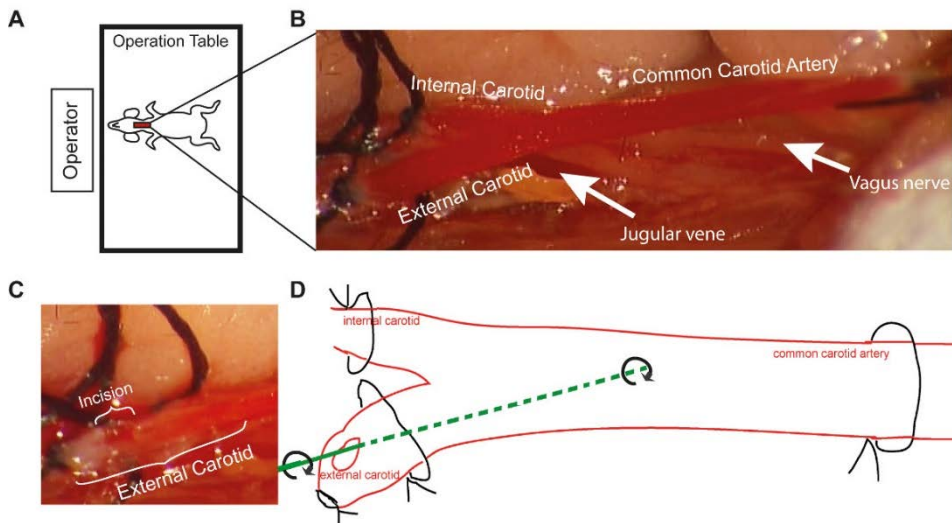 A
Operation Table
Operator
B
Internal Carotid
Common Carotid Artery
External Carotid
Jugular vene
Vagus nerve
C
Incision
External Carotid
D
internal carotid
common carotid artery
external carotid